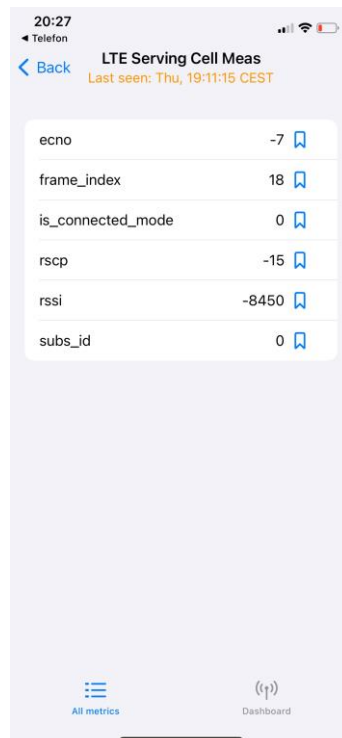 20:27
◀ Telefon
Back
LTE Serving Cell Meas
Last seen: Thu, 19:11:15 CEST
ecno -7
frame_index 18
is_connected_mode 0
rscp -15
rssi -8450
subs_id 0
All metrics Dashboard